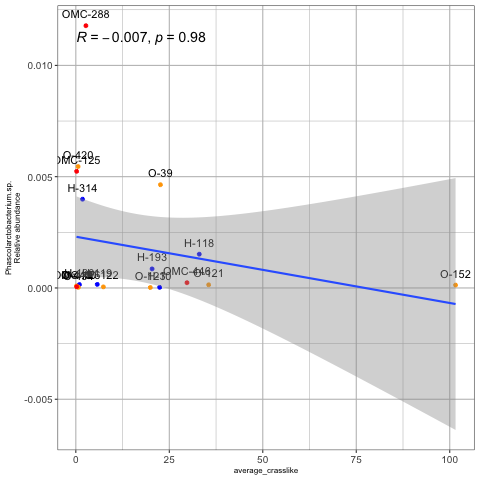 OMC-288
R = −0.007, p = 0.98
0.010
O-420
OMC-125
O-39
0.005
H-314
H-118
H-193
OMC-446
O-121
O-152
0.000
-0.005
0
25
50
75
100
average_crasslike
Phascolarctobacterium.sp.
Relative abundance